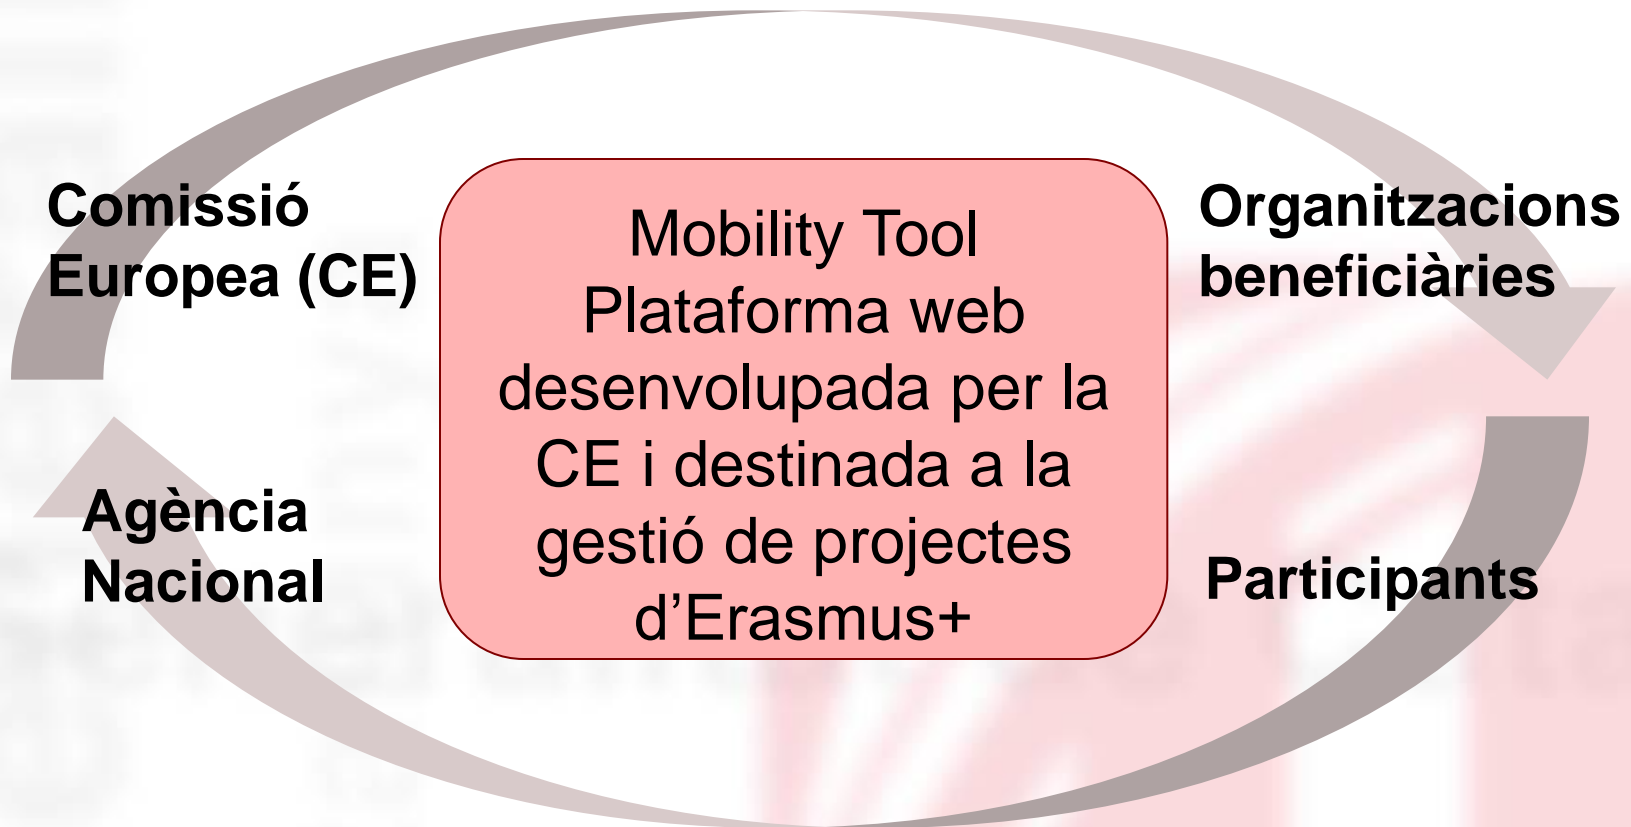 Comissió
Europea (CE)
Mobility Tool
Plataforma web
desenvolupada per la
CE i destinada a la
gestió de projectes
d’Erasmus+
Organitzacions
beneficiàries
Agència
Nacional
Participants